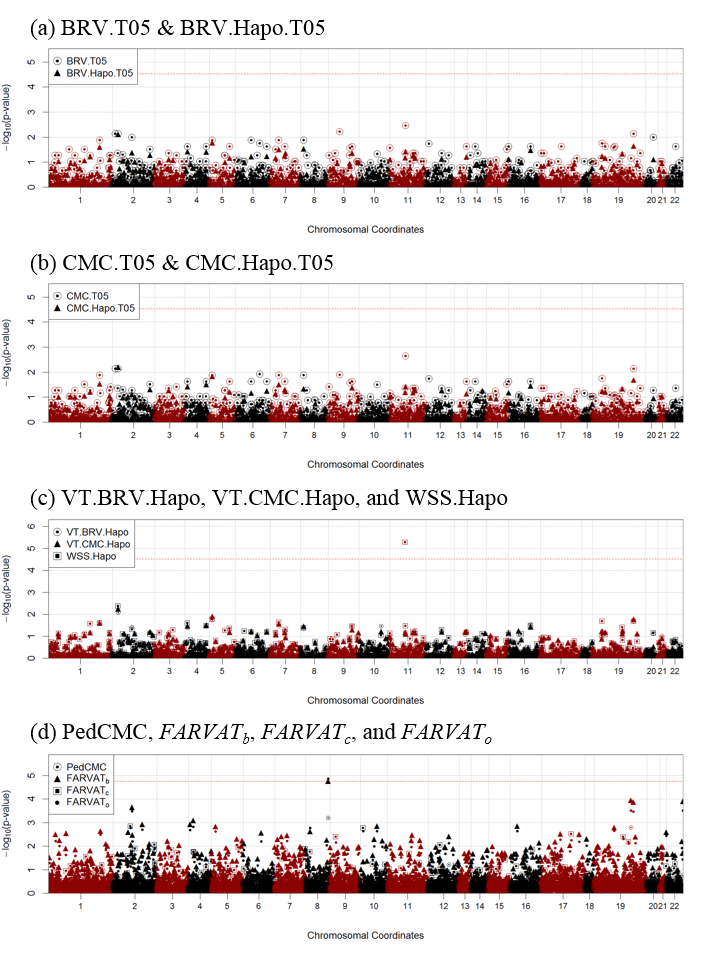 (a) BRV.T05 & BRV.Hapo.T05
BRV.T05
BRV.Hapo.T05
5
4
3
2
1
0
−log10(p-value)
1 2 3 4 5 6 7 8 9 10 11 12 13 14 15 16 17 18 19 20 21 22
Chromosomal Coordinates
(b) CMC.T05 & CMC.Hapo.T05
CMC.T05
CMC.Hapo.T05
5
4
3
2
1
0
−log10(p-value)
1 2 3 4 5 6 7 8 9 10 11 12 13 14 15 16 17 18 19 20 21 22
Chromosomal Coordinates
(c) VT.BRV.Hapo, VT.CMC.Hapo, and WSS.Hapo
VT.BRV.Hapo
VT.CMC.Hapo
WSS.Hapo
6
5
4
3
2
1
0
−log10(p-value)
1 2 3 4 5 6 7 8 9 10 11 12 13 14 15 16 17 18 19 20 21 22
Chromosomal Coordinates
(d) PedCMC, FARVATb, FARVATc, and FARVATo
PedCMC
FARVATb
FARVATc
FARVATo
5
4
3
2
1
0
−log10(p-value)
1 2 3 4 5 6 7 8 9 10 11 12 13 14 15 16 17 18 19 20 21 22
Chromosomal Coordinates